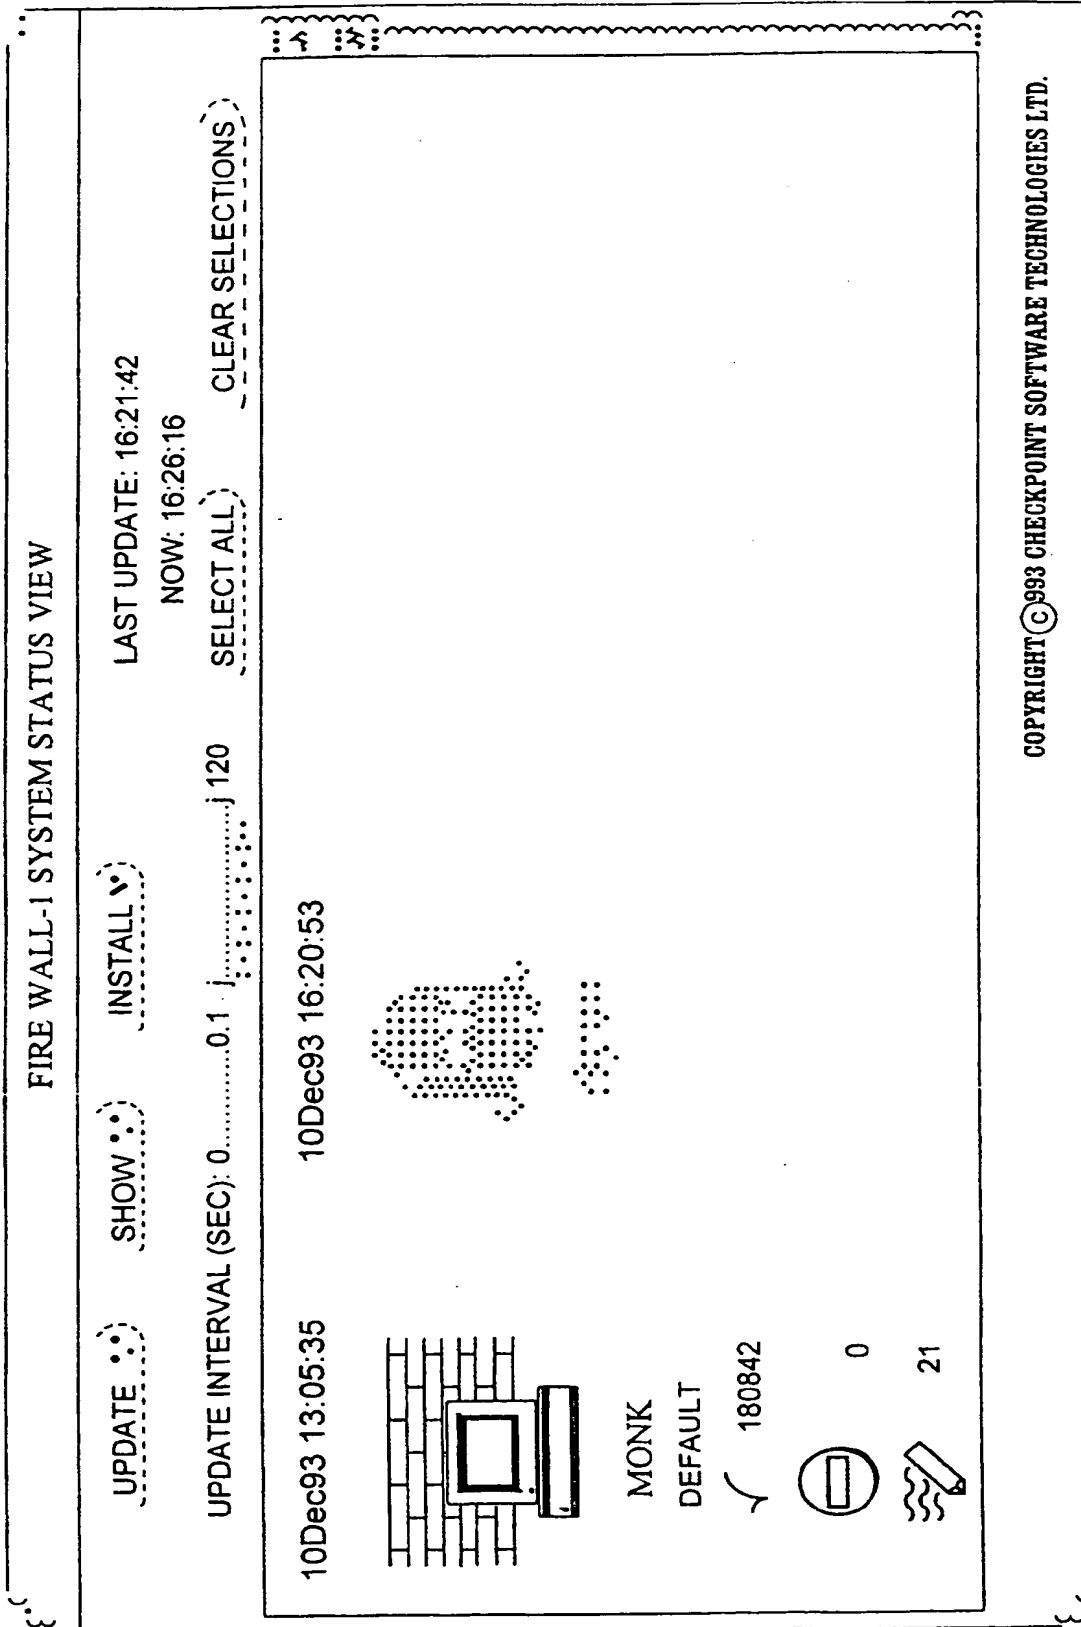 FIRE WALL-1 SYSTEM STATUS VIEW
UPDATE SHOW INSTALL LAST UPDATE: 16:21:42
NOW: 16:26:16
UPDATE INTERVAL (SEC): 0............0.1 j....................j 120 SELECT ALL CLEAR SELECTIONS
10Dec93 13:05:35 10Dec93 16:20:53
MONK
DEFAULT
180842
0
21
COPYRIGHT ©993 CHECKPOINT SOFTWARE TECHNOLOGIES LTD.